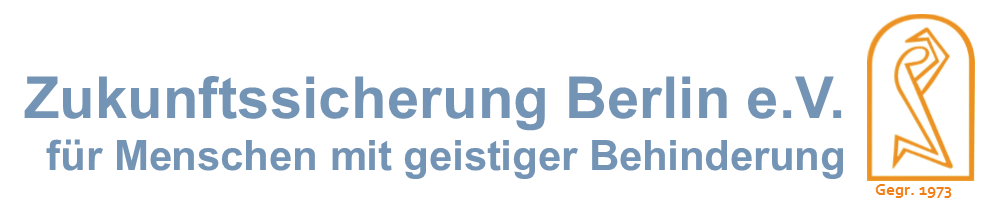 Zukunftssicherung Berlin e.V.
für Menschen mit geistiger Behinderung
Gegr. 1973